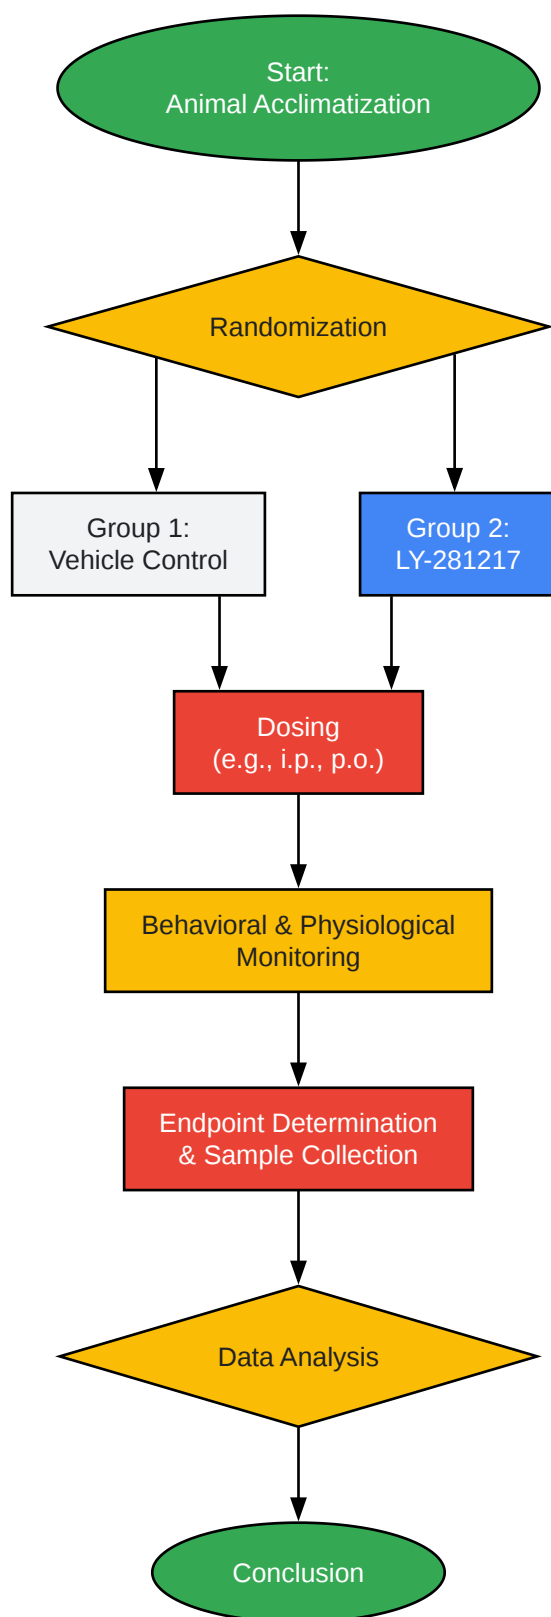 Start:
Animal Acclimatization
Randomization
Group 1:
Vehicle Control
Group 2:
LY-281217
Dosing
(e.g., i.p., p.o.)
Behavioral & Physiological
Monitoring
Endpoint Determination
& Sample Collection
Data Analysis
Conclusion